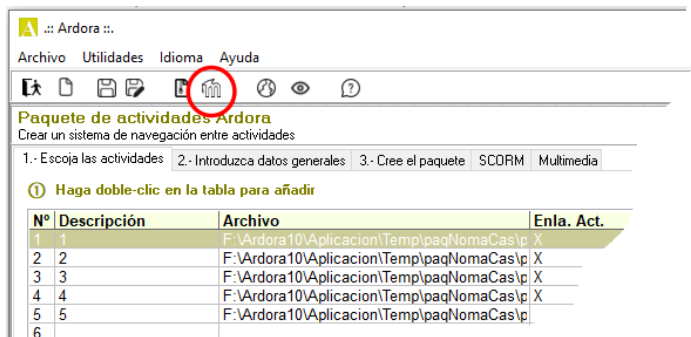 .:: Ardora ::.
Archivo Utilidades Idioma Ayuda
Paquete de actividades Ardora
Crear un sistema de navegación entre actividades
1.- Escoja las actividades 2.- Introduzca datos generales 3.- Cree el paquete SCORM Multimedia
1 Haga doble-clic en la tabla para añadir
Nº Descripción Archivo Enla. Act.
1 1 F:\Ardora10\Aplicacion\Temp\paqNomaCas\p X
2 2 F:\Ardora10\Aplicacion\Temp\paqNomaCas\p X
3 3 F:\Ardora10\Aplicacion\Temp\paqNomaCas\p X
4 4 F:\Ardora10\Aplicacion\Temp\paqNomaCas\p X
5 5 F:\Ardora10\Aplicacion\Temp\paqNomaCas\p
6